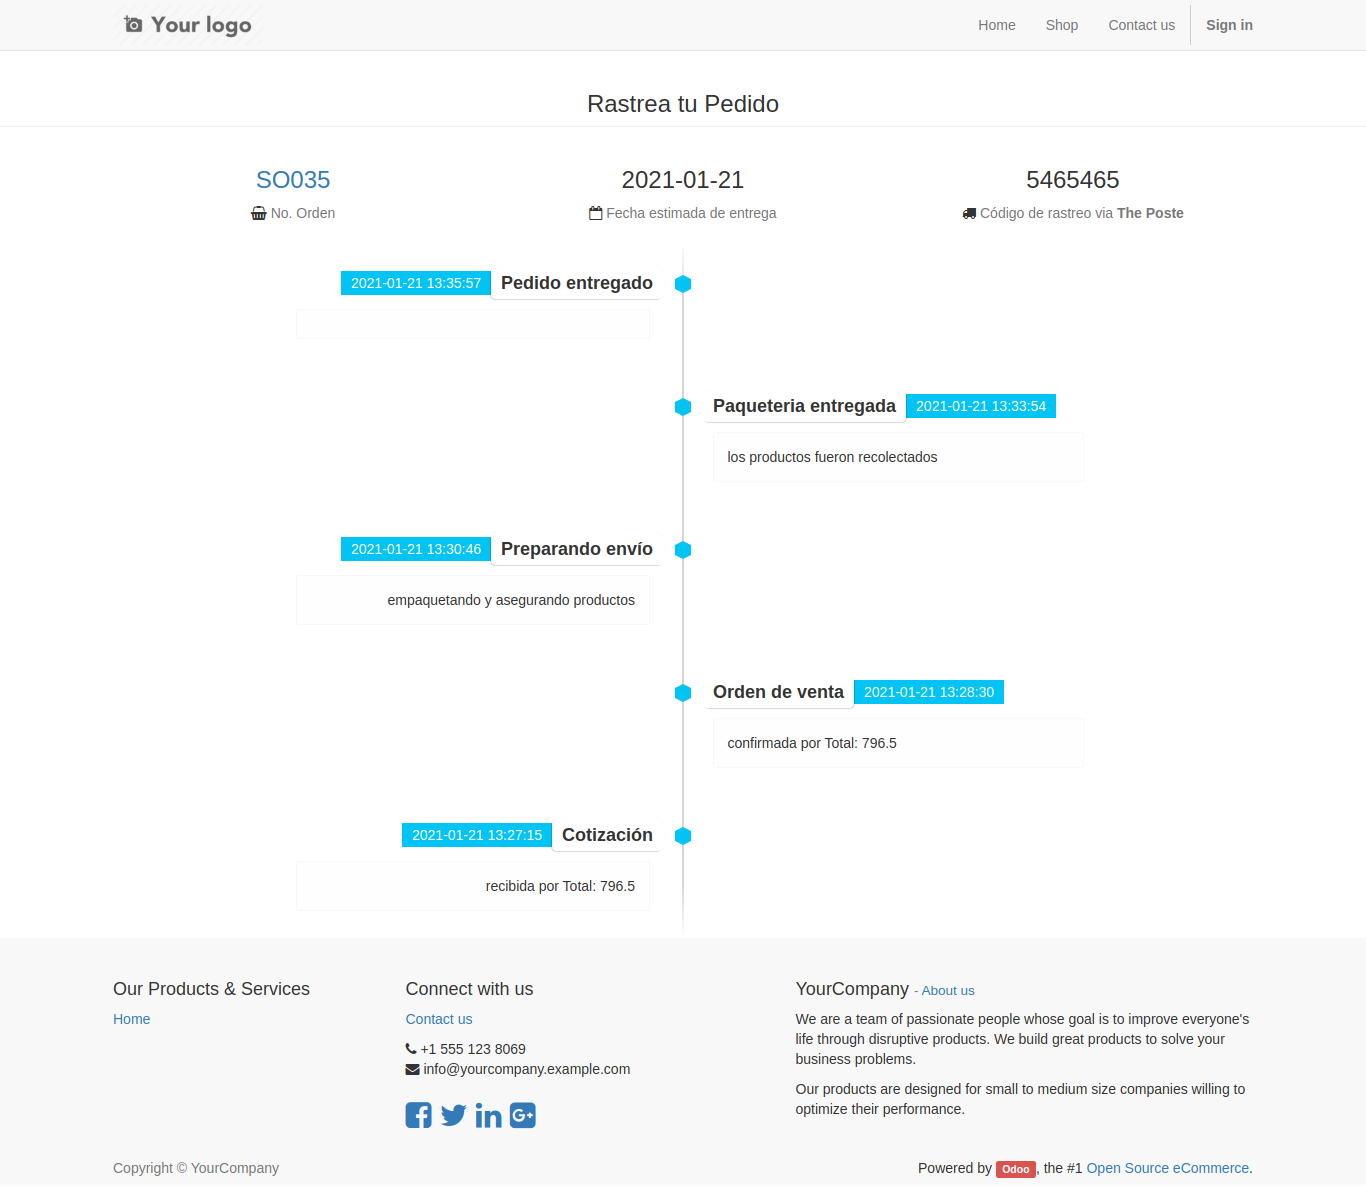 Your logo
Home Shop Contact us Sign in
Rastrea tu Pedido
SO035
No. Orden
2021-01-21
Fecha estimada de entrega
5465465
Código de rastreo via The Poste
2021-01-21 13:35:57 Pedido entregado
Paqueteria entregada 2021-01-21 13:33:54
los productos fueron recolectados
2021-01-21 13:30:46 Preparando envío
empaquetando y asegurando productos
Orden de venta 2021-01-21 13:28:30
confirmada por Total: 796.5
2021-01-21 13:27:15 Cotización
recibida por Total: 796.5
Our Products & Services
Home
Connect with us
Contact us
+1 555 123 8069
info@yourcompany.example.com
YourCompany - About us
We are a team of passionate people whose goal is to improve everyone's
life through disruptive products. We build great products to solve your
business problems.
Our products are designed for small to medium size companies willing to
optimize their performance.
Copyright © YourCompany
Powered by Odoo, the #1 Open Source eCommerce.